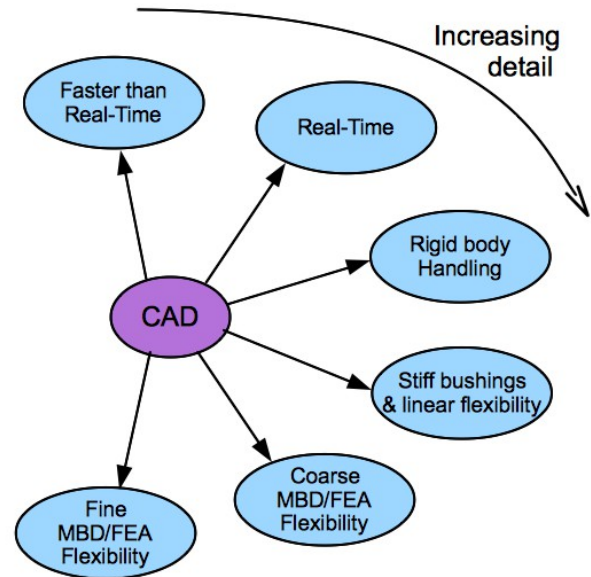 Increasing
detail
Faster than
Real-Time
Real-Time
Rigid body
Handling
CAD
Stiff bushings
& linear flexibility
Coarse
MBD/FEA
Flexibility
Fine
MBD/FEA
Flexibility